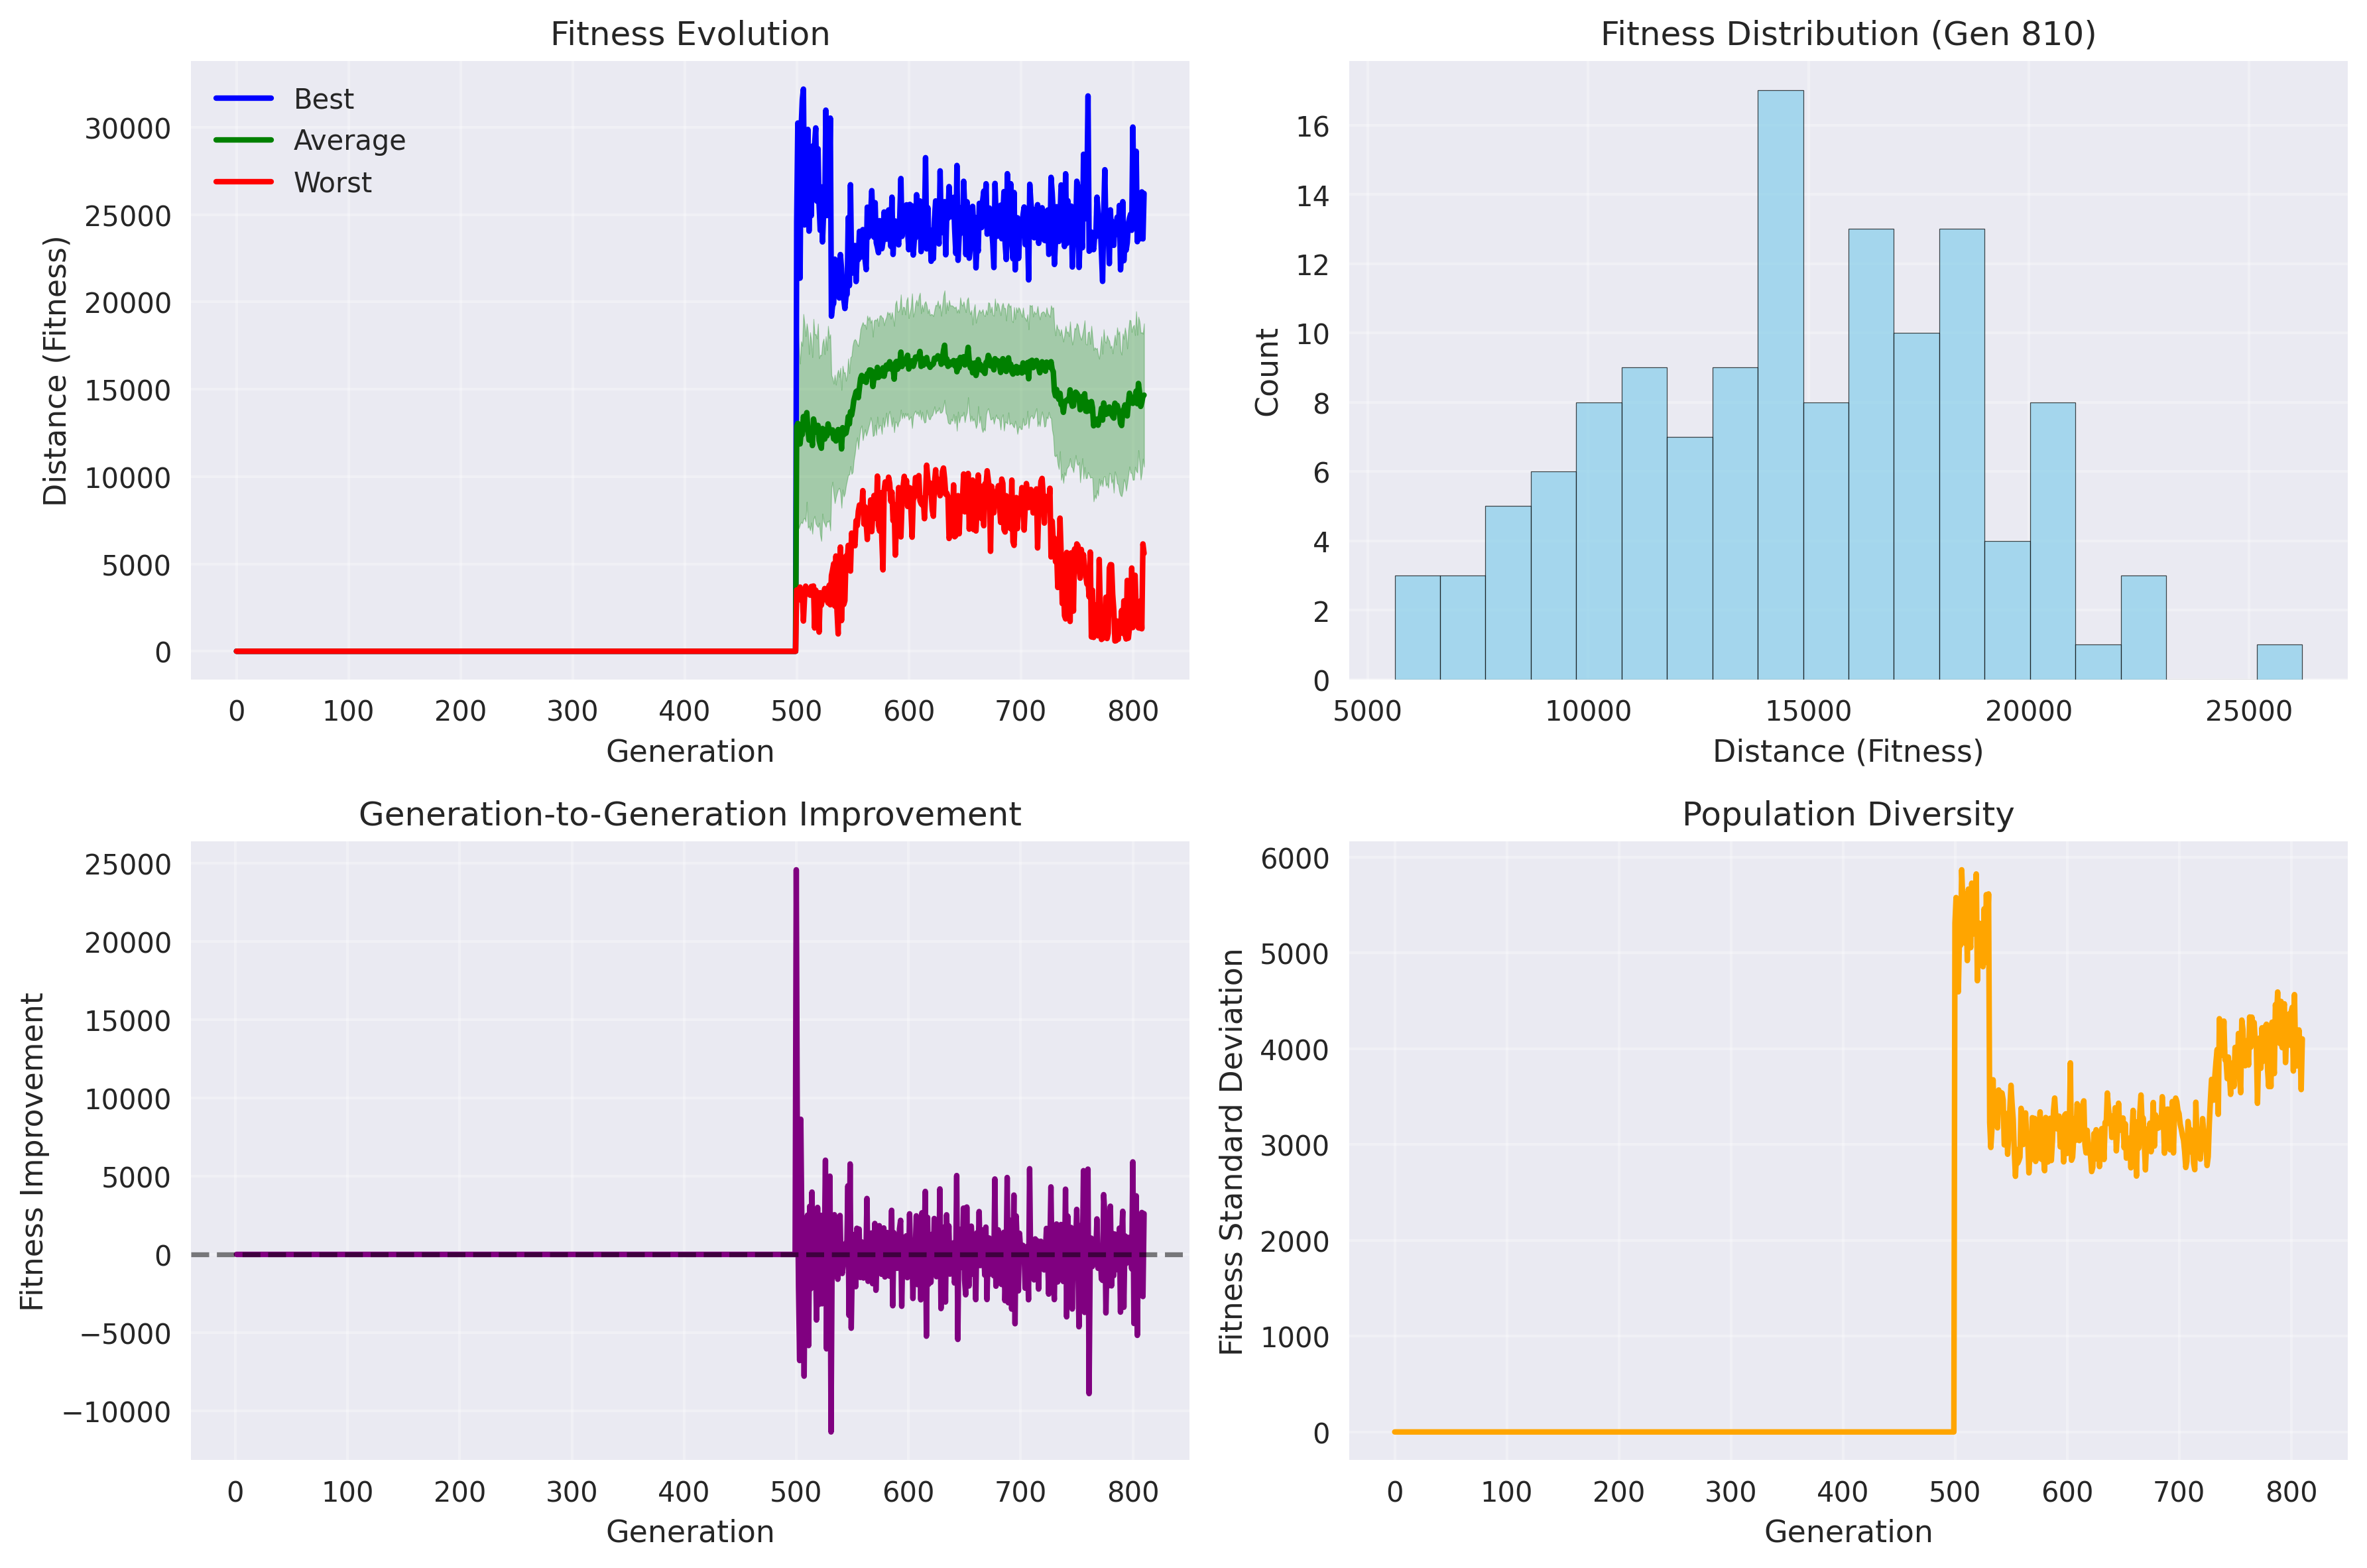 Fitness Evolution
Best
Average
Worst
30000
25000
20000
15000
10000
5000
0
Distance (Fitness)
0 100 200 300 400 500 600 700 800
Generation
Fitness Distribution (Gen 810)
16
14
12
10
8
6
4
2
0
Count
5000 10000 15000 20000 25000
Distance (Fitness)
Generation-to-Generation Improvement
25000
20000
15000
10000
5000
0
−5000
−10000
Fitness Improvement
0 100 200 300 400 500 600 700 800
Generation
Population Diversity
6000
5000
4000
3000
2000
1000
0
Fitness Standard Deviation
0 100 200 300 400 500 600 700 800
Generation